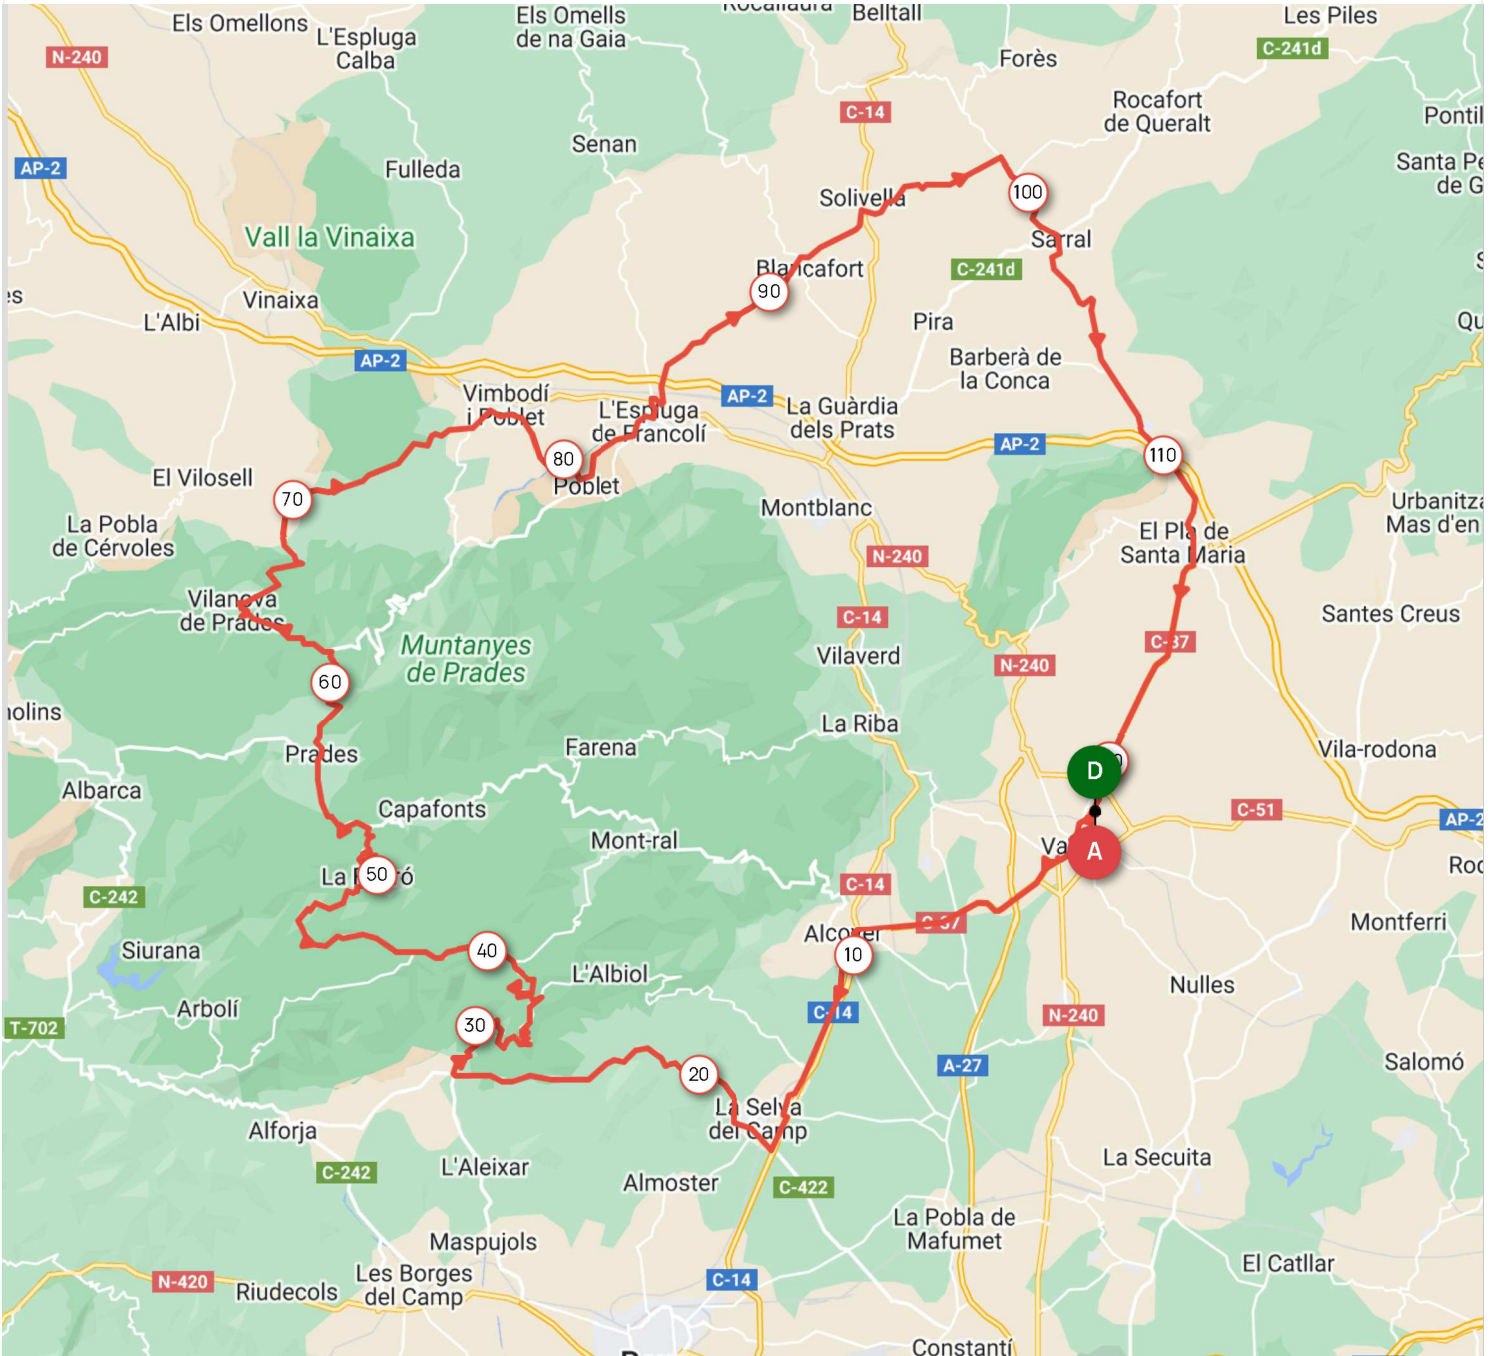 Els Omellons
L'Espluga
Calba
Els Omells
de na Gaia
Rocallaura
Belltall
Les Piles
N-240
C-241d
Forès
C-14
Rocafort
de Queralt
Senan
AP-2
Fulleda
Solivella
100
Vall la Vinaixa
Sarral
Blancafort
C-241d
90
Vinaixa
L'Albi
Pira
AP-2
Barberà de
la Conca
Vimbodí
i Poblet
AP-2
L'Espluga
de Francolí
La Guàrdia
dels Prats
AP-2
80
110
El Vilosell
Poblet
70
Montblanc
La Pobla
de Cérvoles
El Pla de
Santa Maria
N-240
Vilanova
de Prades
C-14
Santes Creus
Muntanyes
de Prades
C-37
Vilaverd
N-240
60
La Riba
Prades
Farena
Vila-rodona
D
Albarca
Capafonts
C-51
AP-2
Mont-ral
A
50
C-14
C-242
C-37
Alcover
Montferri
Siurana
40
10
L'Albiol
Nulles
Arbolí
C-14
N-240
T-702
30
A-27
Salomó
20
La Selva
del Camp
Alforja
C-242
L'Aleixar
Almoster
C-422
La Secuita
La Pobla de
Mafumet
Maspujols
El Catllar
N-420
Riudecols
Les Borges
del Camp
C-14
Constantí